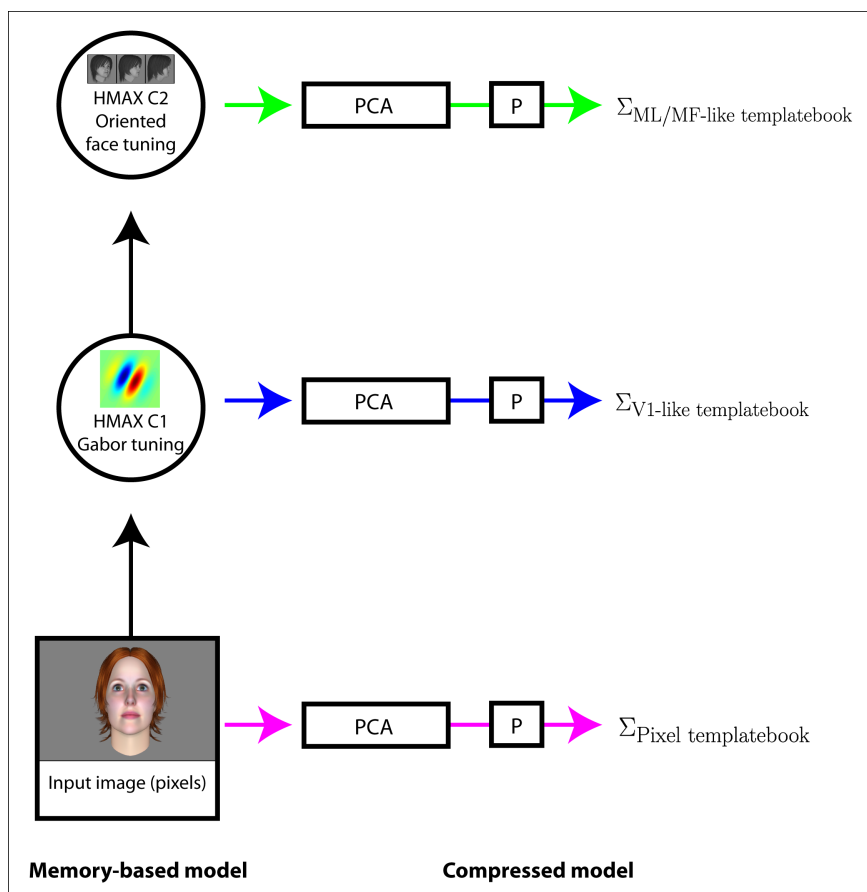 HMAX C2
Oriented
face tuning
PCA
P
Σ_ML/MF-like templatebook
HMAX C1
Gabor tuning
PCA
P
Σ_V1-like templatebook
Input image (pixels)
PCA
P
Σ_Pixel templatebook
Memory-based model
Compressed model